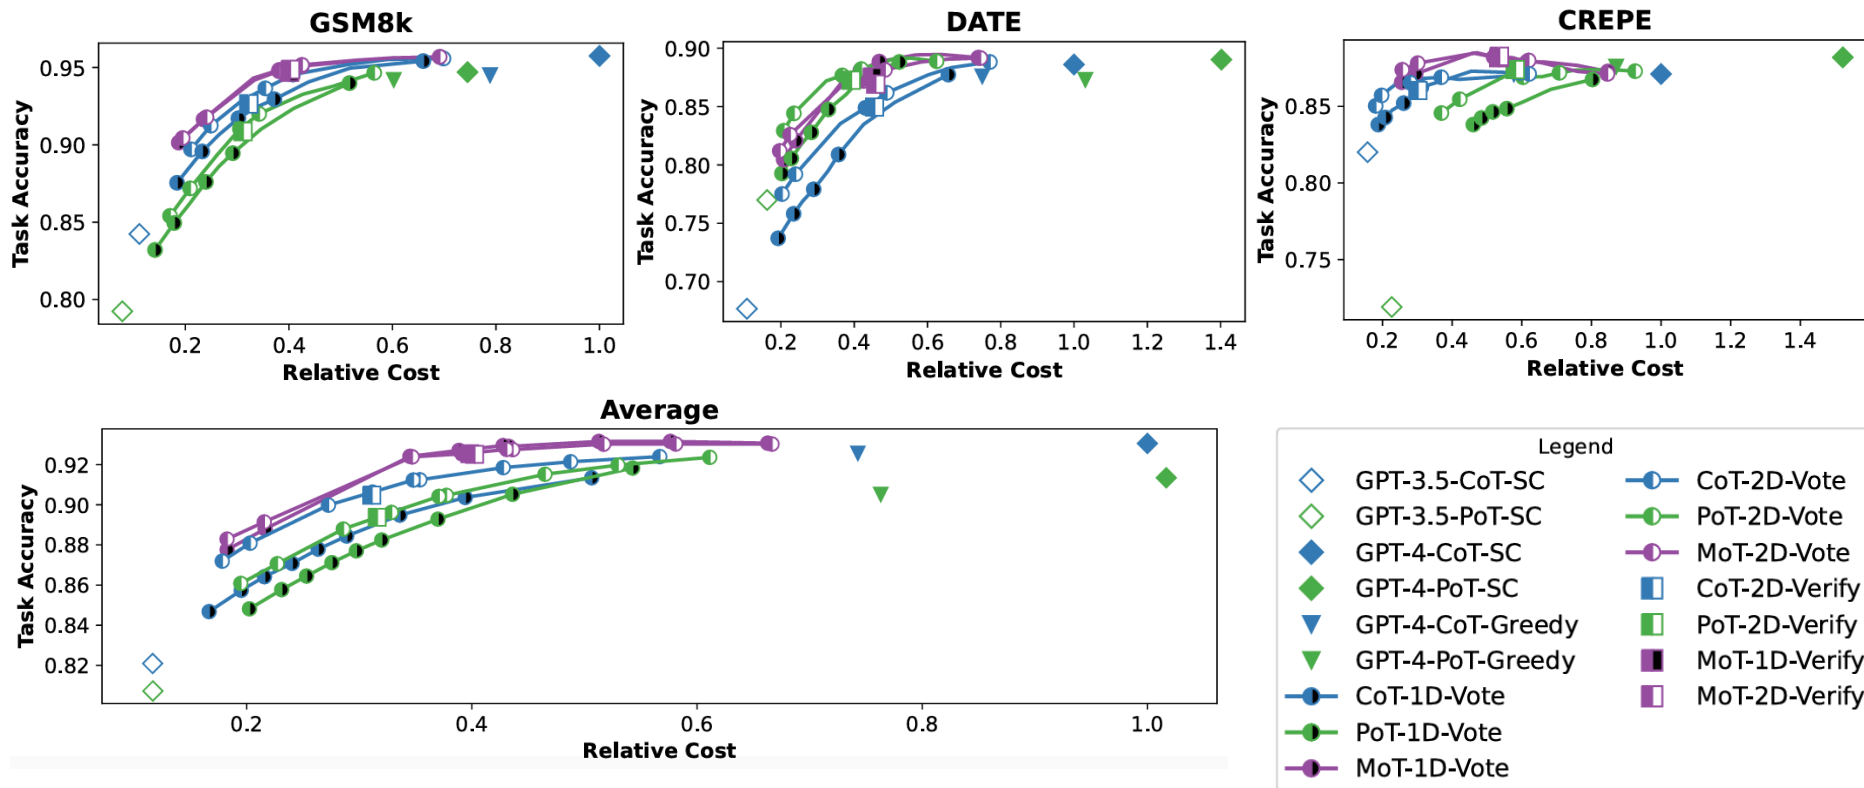 GSM8k
0.95
0.90
0.85
0.80
Task Accuracy
0.2 0.4 0.6 0.8 1.0
Relative Cost
DATE
0.90
0.85
0.80
0.75
0.70
Task Accuracy
0.2 0.4 0.6 0.8 1.0 1.2 1.4
Relative Cost
CREPE
0.85
0.80
0.75
Task Accuracy
0.2 0.4 0.6 0.8 1.0 1.2 1.4
Relative Cost
Average
0.92
0.90
0.88
0.86
0.84
0.82
Task Accuracy
0.2 0.4 0.6 0.8 1.0
Relative Cost
Legend
GPT-3.5-CoT-SC
GPT-3.5-PoT-SC
GPT-4-CoT-SC
GPT-4-PoT-SC
GPT-4-CoT-Greedy
GPT-4-PoT-Greedy
CoT-1D-Vote
PoT-1D-Vote
MoT-1D-Vote
CoT-2D-Vote
PoT-2D-Vote
MoT-2D-Vote
CoT-2D-Verify
PoT-2D-Verify
MoT-1D-Verify
MoT-2D-Verify